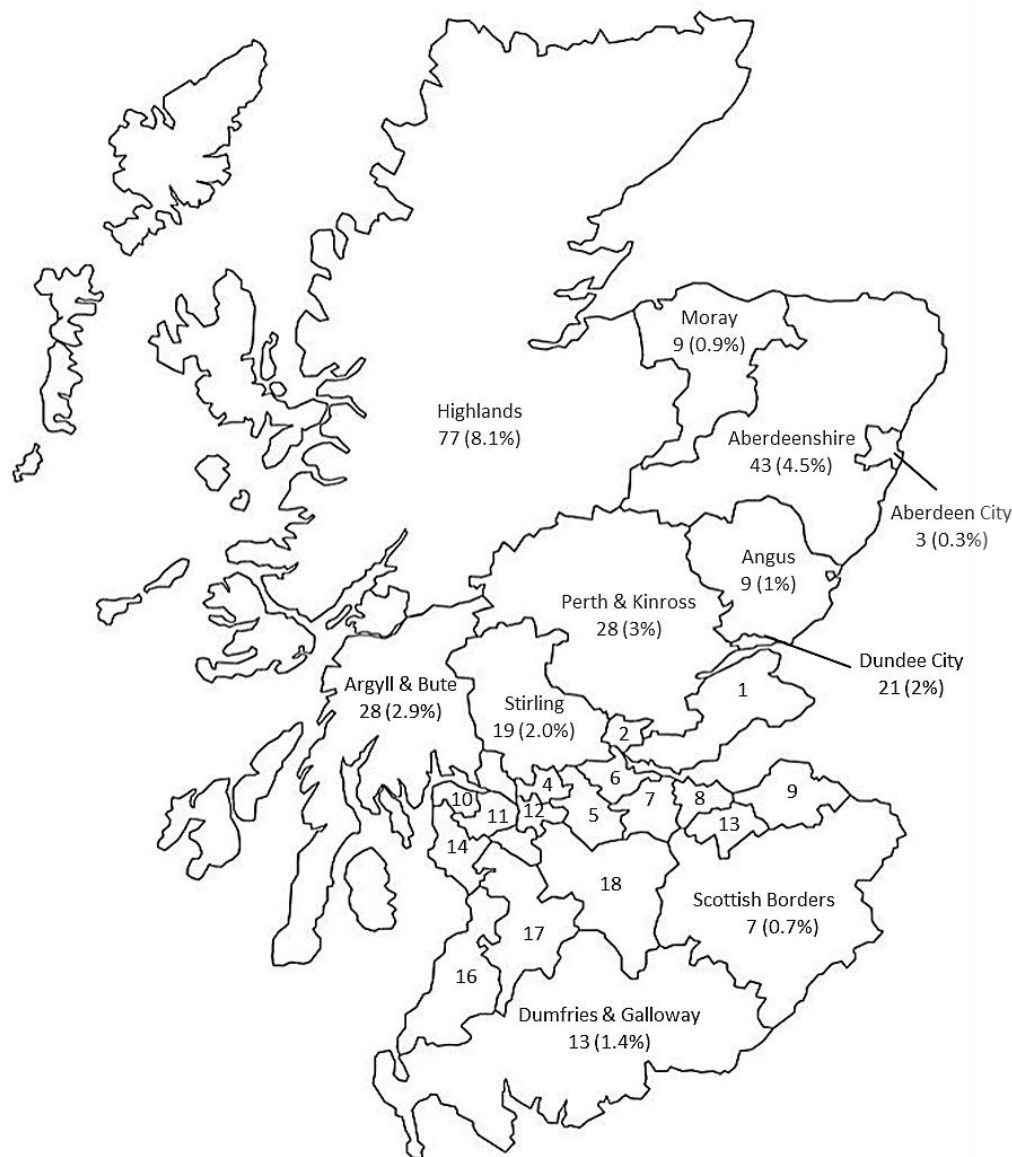 Moray
9 (0.9%)
Highlands
77 (8.1%)
Aberdeenshire
43 (4.5%)
Aberdeen City
3 (0.3%)
Angus
9 (1%)
Perth & Kinross
28 (3%)
Dundee City
21 (2%)
Argyll & Bute
28 (2.9%)
Stirling
19 (2.0%)
1
2
4
6
5
7
8
9
10
11
12
13
14
18
Scottish Borders
7 (0.7%)
17
16
Dumfries & Galloway
13 (1.4%)